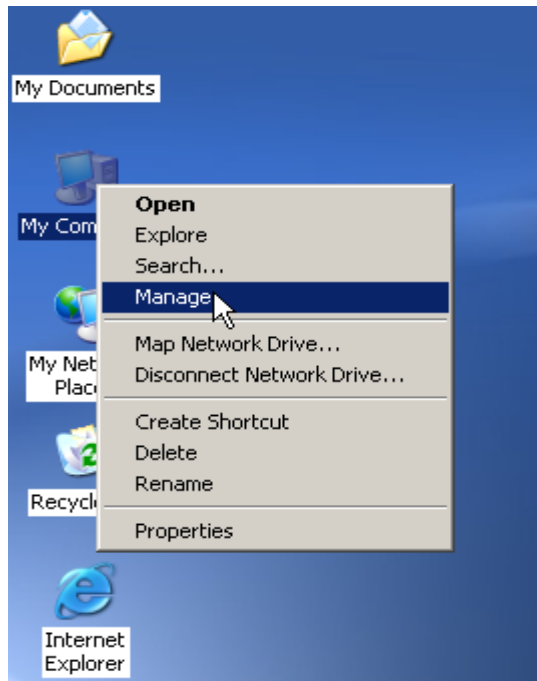 My Documents
My Com
Open
Explore
Search...
Manage
Map Network Drive...
Disconnect Network Drive...
Create Shortcut
Delete
Rename
Properties
My Net
Plac
Recycl
Internet
Explorer